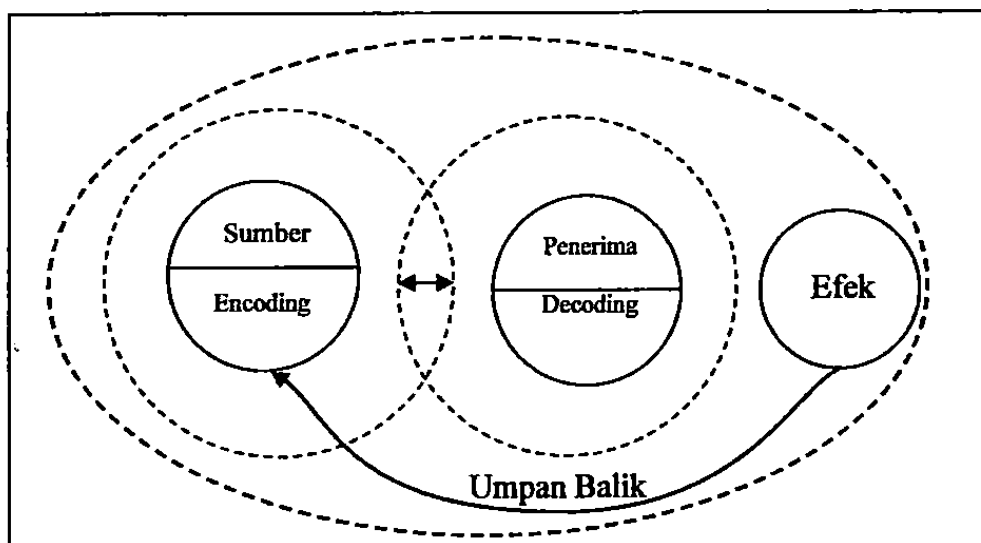 Sumber
Encoding
Penerima
Decoding
Efek
Umpan Balik